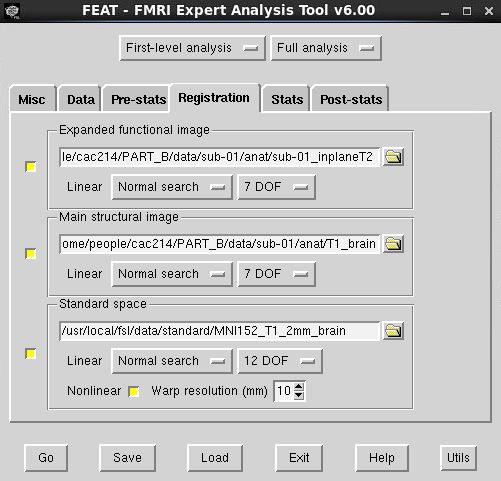 FEAT - FMRI Expert Analysis Tool v6.00
First-level analysis Full analysis
Misc Data Pre-stats Registration Stats Post-stats
Expanded functional image
le/cac214/PART_B/data/sub-01/anat/sub-01_inplaneT2
Linear Normal search 7 DOF
Main structural image
ome/people/cac214/PART_B/data/sub-01/anat/T1_brain
Linear Normal search 7 DOF
Standard space
/usr/local/fsl/data/standard/MNI152_T1_2mm_brain
Linear Normal search 12 DOF
Nonlinear Warp resolution (mm) 10
Go Save Load Exit Help Utils